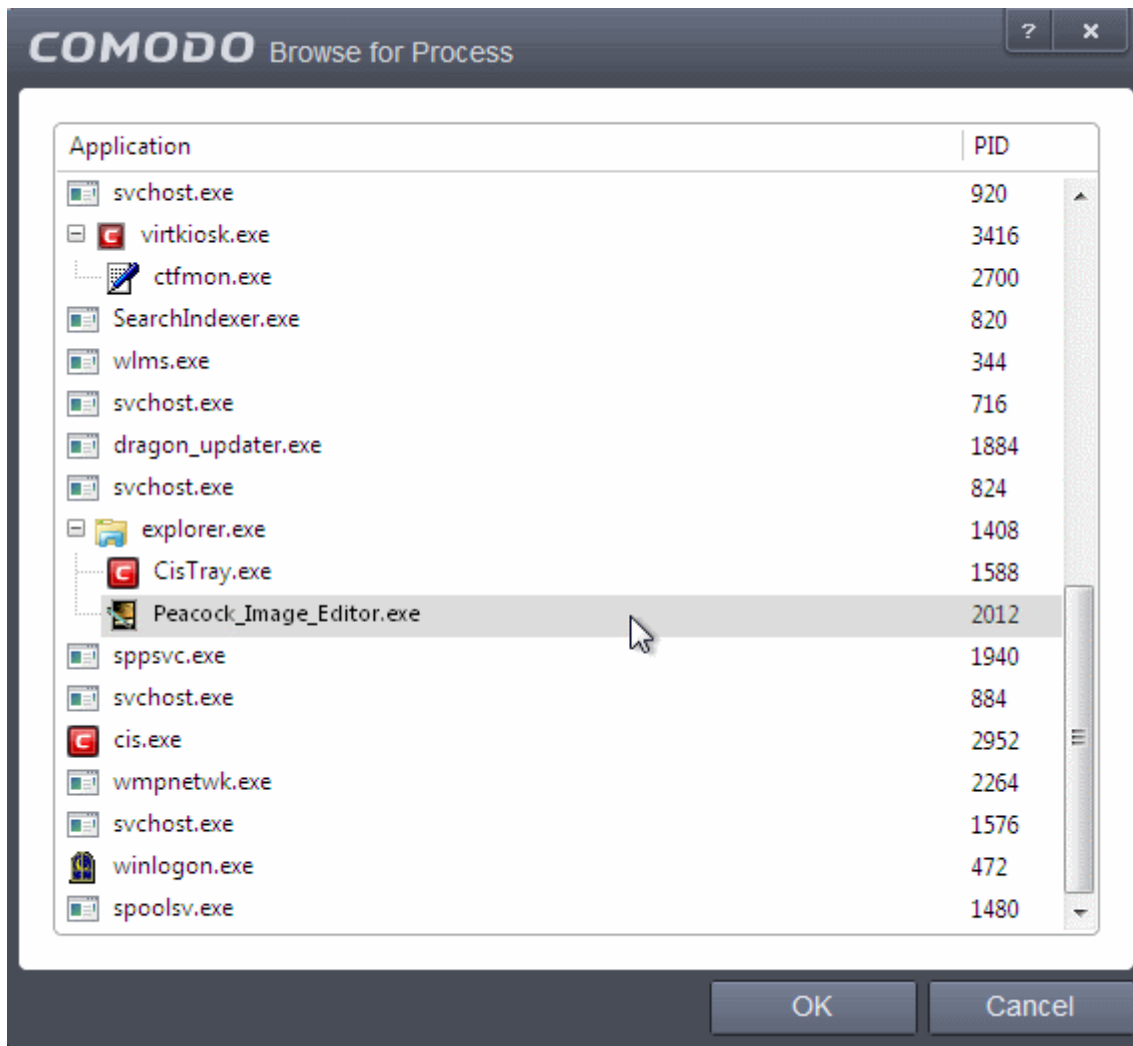 COMODO Browse for Process ? x
Application PID
svchost.exe 920
virtkiosk.exe 3416
ctfmon.exe 2700
SearchIndexer.exe 820
wlms.exe 344
svchost.exe 716
dragon_updater.exe 1884
svchost.exe 824
explorer.exe 1408
CisTray.exe 1588
Peacock_Image_Editor.exe 2012
sppsvc.exe 1940
svchost.exe 884
cis.exe 2952
wmpnetwk.exe 2264
svchost.exe 1576
winlogon.exe 472
spoolsv.exe 1480
OK Cancel